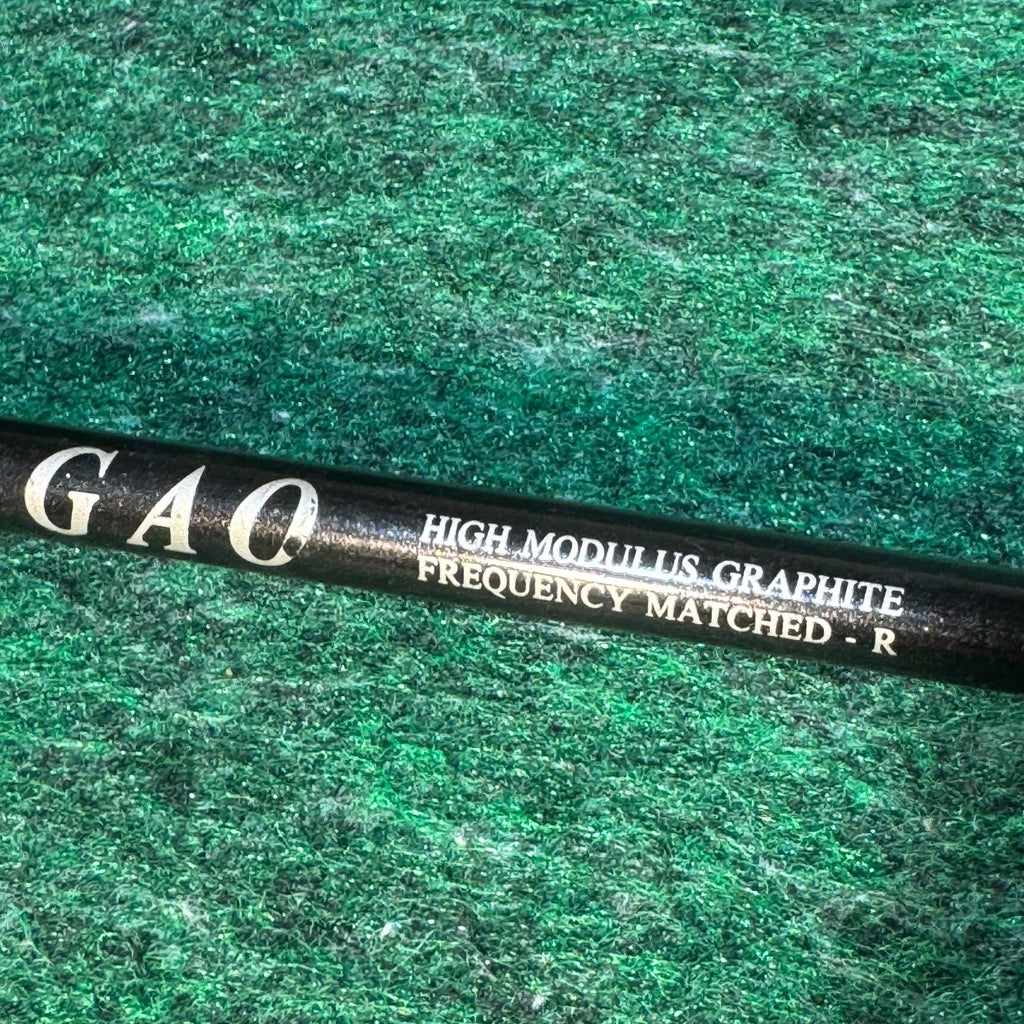 GAO
HIGH MODULUS GRAPHITE
FREQUENCY MATCHED - R